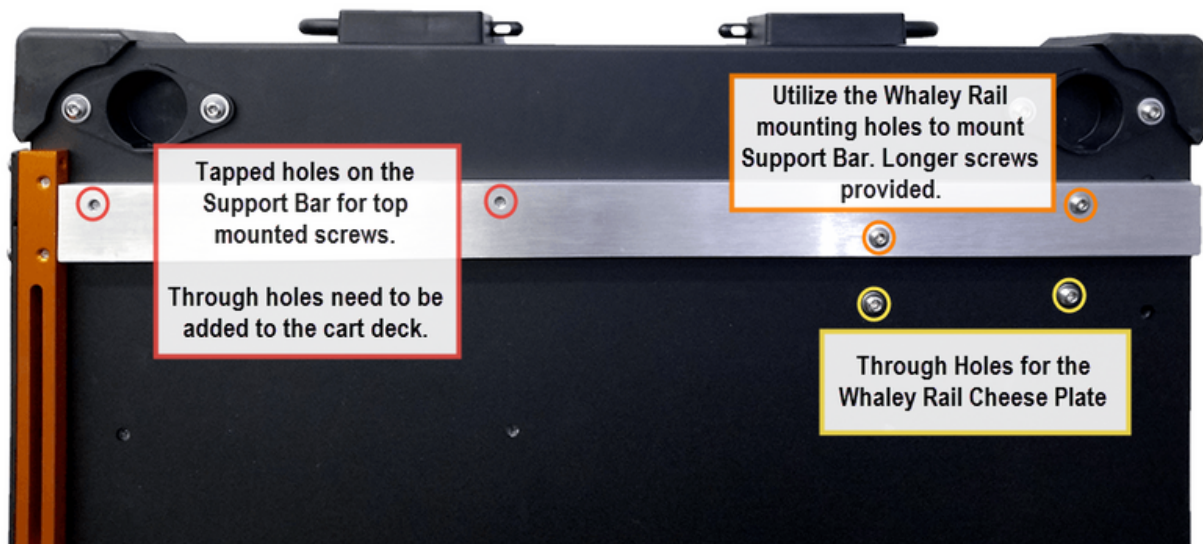 Tapped holes on the
Support Bar for top
mounted screws.
Through holes need to be
added to the cart deck.
Utilize the Whaley Rail
mounting holes to mount
Support Bar. Longer screws
provided.
Through Holes for the
Whaley Rail Cheese Plate